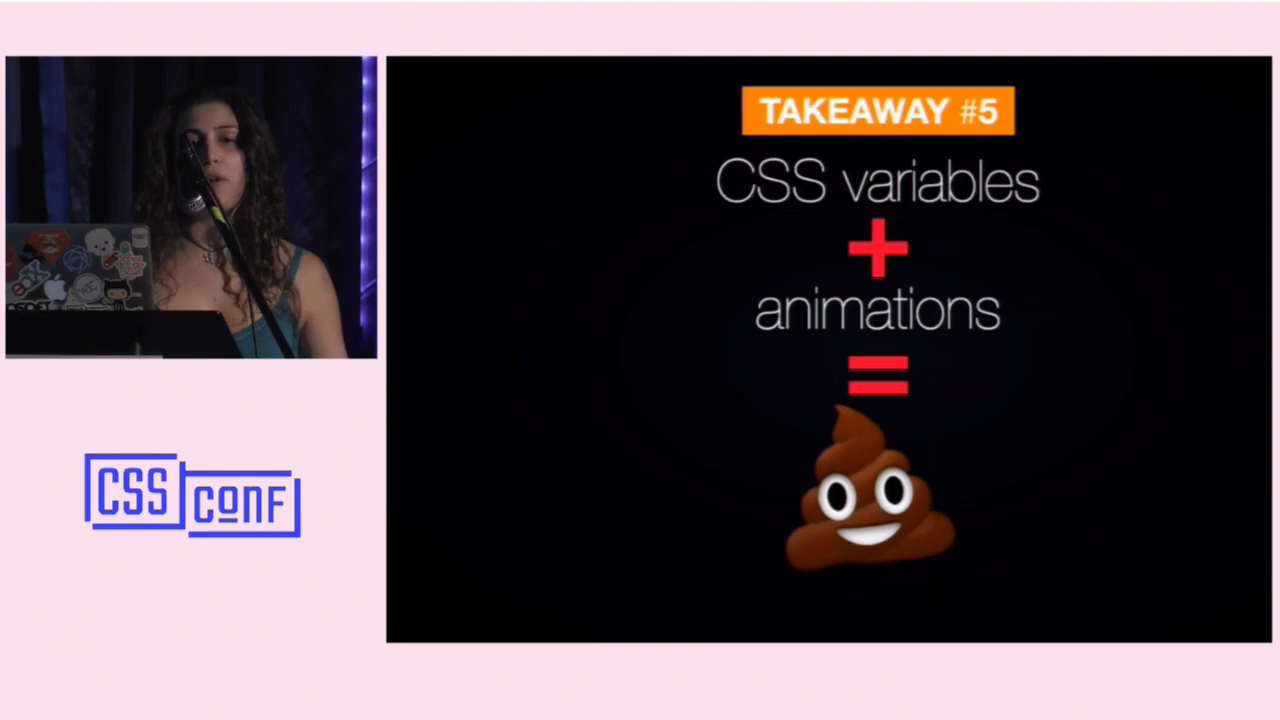 TAKEAWAY #5
CSS variables
+
animations
=
CSS
CONF